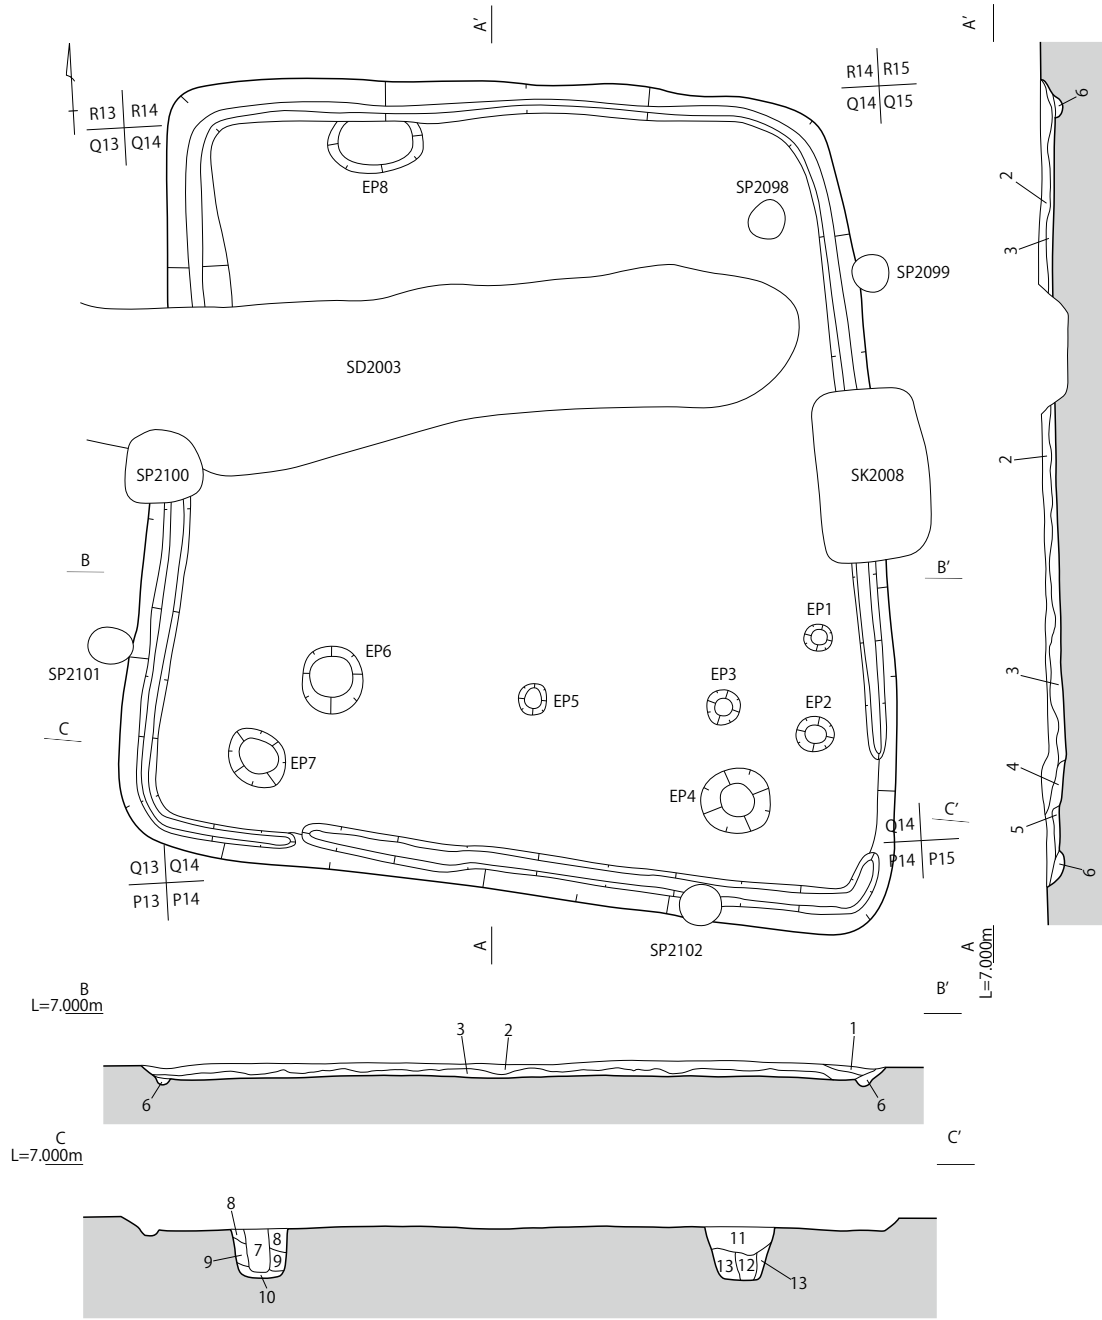 A′
A′
R13 R14
Q13 Q14
R14 R15
Q14 Q15
6
EP8
SP2098
2
SP2099
3
SD2003
SP2100
SK2008
2
B
B′
EP1
SP2101
EP6
EP3
3
EP5
EP2
C
EP7
4
EP4
C′
Q14
5
P14 P15
Q13 Q14
6
P13 P14
A
SP2102
A
L=7.000m
B
L=7.000m
B′
3
2
1
6
6
C
L=7.000m
C′
8
8
11
7
9
9
13 12
13
10